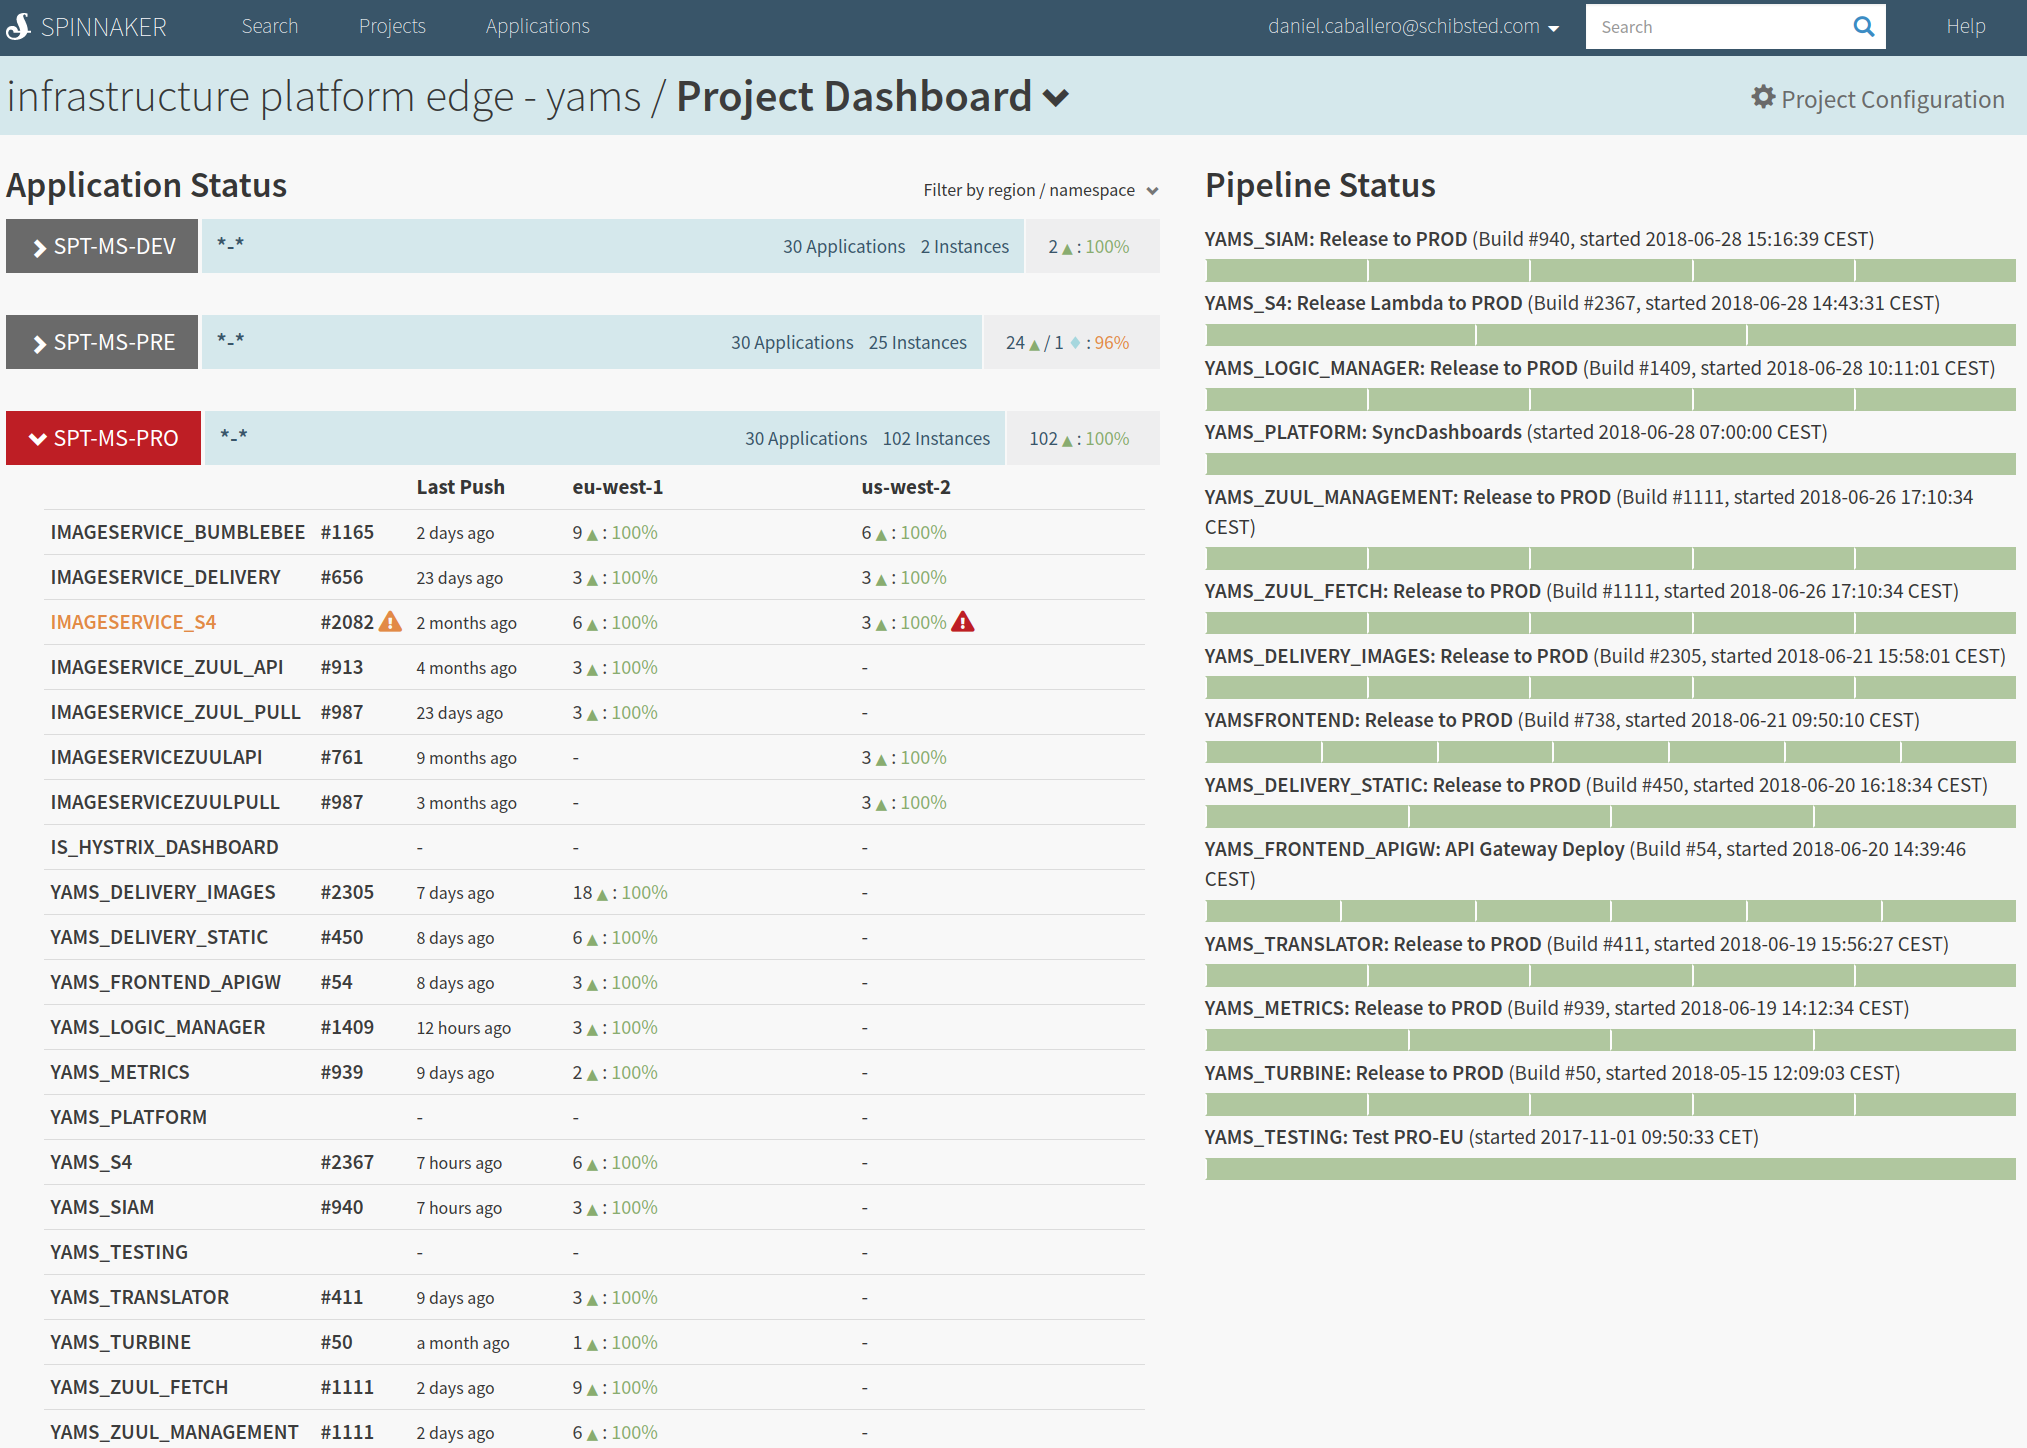 SPINNAKER Search Projects Applications daniel.caballero@schibsted.com Search Help
infrastructure platform edge - yams / Project Dashboard Project Configuration
Application Status
Filter by region / namespace
SPT-MS-DEV *-* 30 Applications 2 Instances 2 ▲ : 100%
SPT-MS-PRE *-* 30 Applications 25 Instances 24 ▲ / 1 ♦ : 96%
SPT-MS-PRO *-* 30 Applications 102 Instances 102 ▲ : 100%
Last Push eu-west-1 us-west-2
IMAGESERVICE_BUMBLEBEE #1165 2 days ago 9 ▲ : 100% 6 ▲ : 100%
IMAGESERVICE_DELIVERY #656 23 days ago 3 ▲ : 100% 3 ▲ : 100%
IMAGESERVICE_S4 #2082 2 months ago 6 ▲ : 100% 3 ▲ : 100%
IMAGESERVICE_ZUUL_API #913 4 months ago 3 ▲ : 100% -
IMAGESERVICE_ZUUL_PULL #987 23 days ago 3 ▲ : 100% -
IMAGESERVICEZUULAPI #761 9 months ago - 3 ▲ : 100%
IMAGESERVICEZUULPULL #987 3 months ago - 3 ▲ : 100%
IS_HYSTRIX_DASHBOARD - - -
YAMS_DELIVERY_IMAGES #2305 7 days ago 18 ▲ : 100% -
YAMS_DELIVERY_STATIC #450 8 days ago 6 ▲ : 100% -
YAMS_FRONTEND_APIGW #54 8 days ago 3 ▲ : 100% -
YAMS_LOGIC_MANAGER #1409 12 hours ago 3 ▲ : 100% -
YAMS_METRICS #939 9 days ago 2 ▲ : 100% -
YAMS_PLATFORM - - -
YAMS_S4 #2367 7 hours ago 6 ▲ : 100% -
YAMS_SIAM #940 7 hours ago 3 ▲ : 100% -
YAMS_TESTING - - -
YAMS_TRANSLATOR #411 9 days ago 3 ▲ : 100% -
YAMS_TURBINE #50 a month ago 1 ▲ : 100% -
YAMS_ZUUL_FETCH #1111 2 days ago 9 ▲ : 100% -
YAMS_ZUUL_MANAGEMENT #1111 2 days ago 6 ▲ : 100% -
Pipeline Status
YAMS_SIAM: Release to PROD (Build #940, started 2018-06-28 15:16:39 CEST)
YAMS_S4: Release Lambda to PROD (Build #2367, started 2018-06-28 14:43:31 CEST)
YAMS_LOGIC_MANAGER: Release to PROD (Build #1409, started 2018-06-28 10:11:01 CEST)
YAMS_PLATFORM: SyncDashboards (started 2018-06-28 07:00:00 CEST)
YAMS_ZUUL_MANAGEMENT: Release to PROD (Build #1111, started 2018-06-26 17:10:34
CEST)
YAMS_ZUUL_FETCH: Release to PROD (Build #1111, started 2018-06-26 17:10:34 CEST)
YAMS_DELIVERY_IMAGES: Release to PROD (Build #2305, started 2018-06-21 15:58:01 CEST)
YAMSFRONTEND: Release to PROD (Build #738, started 2018-06-21 09:50:10 CEST)
YAMS_DELIVERY_STATIC: Release to PROD (Build #450, started 2018-06-20 16:18:34 CEST)
YAMS_FRONTEND_APIGW: API Gateway Deploy (Build #54, started 2018-06-20 14:39:46
CEST)
YAMS_TRANSLATOR: Release to PROD (Build #411, started 2018-06-19 15:56:27 CEST)
YAMS_METRICS: Release to PROD (Build #939, started 2018-06-19 14:12:34 CEST)
YAMS_TURBINE: Release to PROD (Build #50, started 2018-05-15 12:09:03 CEST)
YAMS_TESTING: Test PRO-EU (started 2017-11-01 09:50:33 CET)